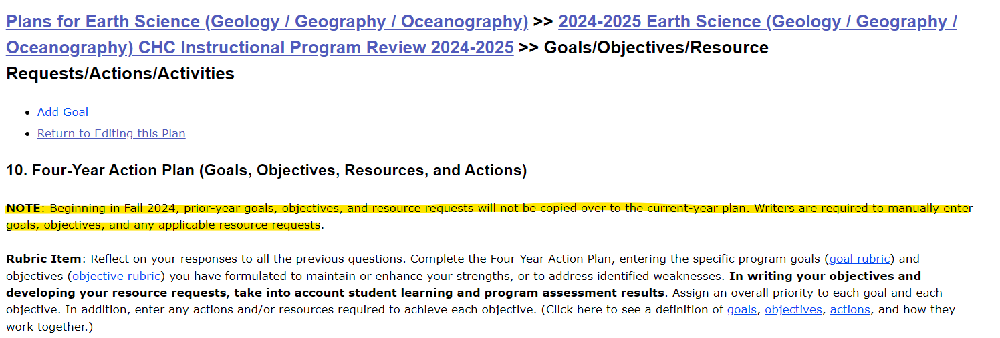 Plans for Earth Science (Geology / Geography / Oceanography) >> 2024-2025 Earth Science (Geology / Geography /
Oceanography) CHC Instructional Program Review 2024-2025 >> Goals/Objectives/Resource
Requests/Actions/Activities
• Add Goal
• Return to Editing this Plan
10. Four-Year Action Plan (Goals, Objectives, Resources, and Actions)
NOTE: Beginning in Fall 2024, prior-year goals, objectives, and resource requests will not be copied over to the current-year plan. Writers are required to manually enter
goals, objectives, and any applicable resource requests.
Rubric Item: Reflect on your responses to all the previous questions. Complete the Four-Year Action Plan, entering the specific program goals (goal rubric) and
objectives (objective rubric) you have formulated to maintain or enhance your strengths, or to address identified weaknesses. In writing your objectives and
developing your resource requests, take into account student learning and program assessment results. Assign an overall priority to each goal and each
objective. In addition, enter any actions and/or resources required to achieve each objective. (Click here to see a definition of goals, objectives, actions, and how they
work together.)